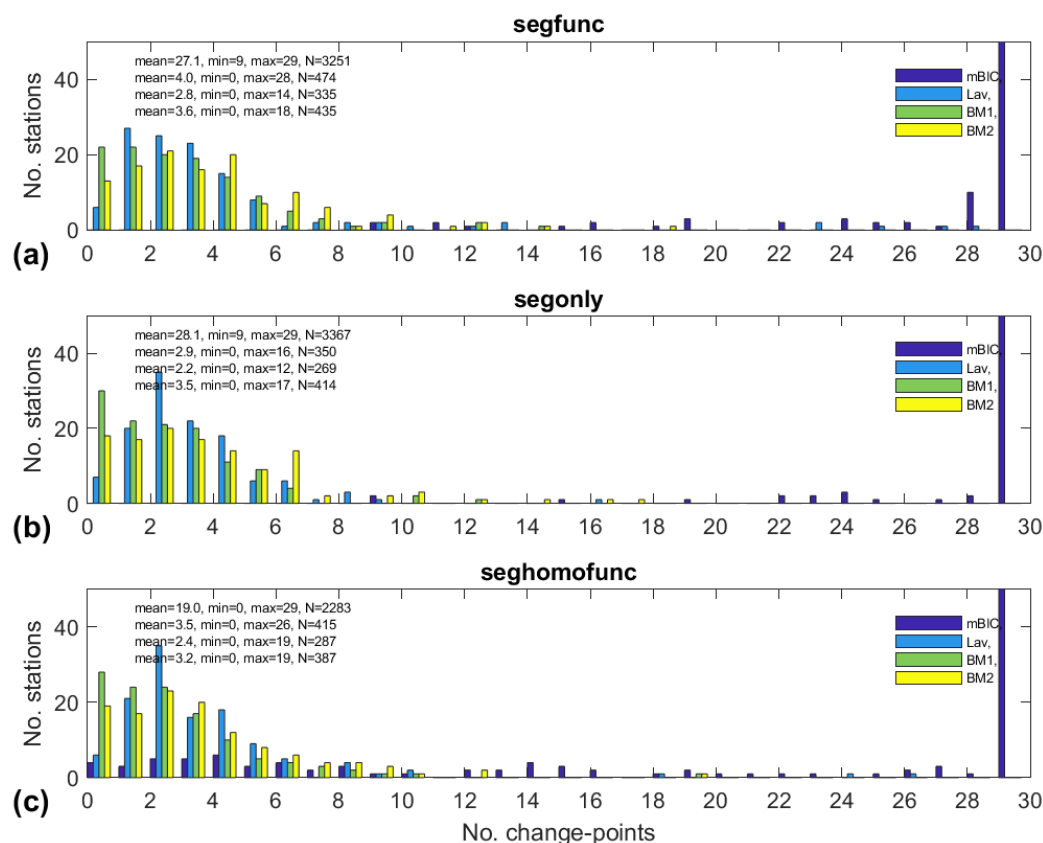 segfunc
mean=27.1, min=9, max=29, N=3251
mean=4.0, min=0, max=28, N=474
mean=2.8, min=0, max=14, N=335
mean=3.6, min=0, max=18, N=435
mBIC,
Lav,
BM1,
BM2
No. stations
40
20
0
0 2 4 6 8 10 12 14 16 18 20 22 24 26 28 30
(a)
segonly
mean=28.1, min=9, max=29, N=3367
mean=2.9, min=0, max=16, N=350
mean=2.2, min=0, max=12, N=269
mean=3.5, min=0, max=17, N=414
mBIC,
Lav,
BM1,
BM2
No. stations
40
20
0
0 2 4 6 8 10 12 14 16 18 20 22 24 26 28 30
(b)
seghomofunc
mean=19.0, min=0, max=29, N=2283
mean=3.5, min=0, max=26, N=415
mean=2.4, min=0, max=19, N=287
mean=3.2, min=0, max=19, N=387
mBIC,
Lav,
BM1,
BM2
No. stations
40
20
0
0 2 4 6 8 10 12 14 16 18 20 22 24 26 28 30
(c)
No. change-points